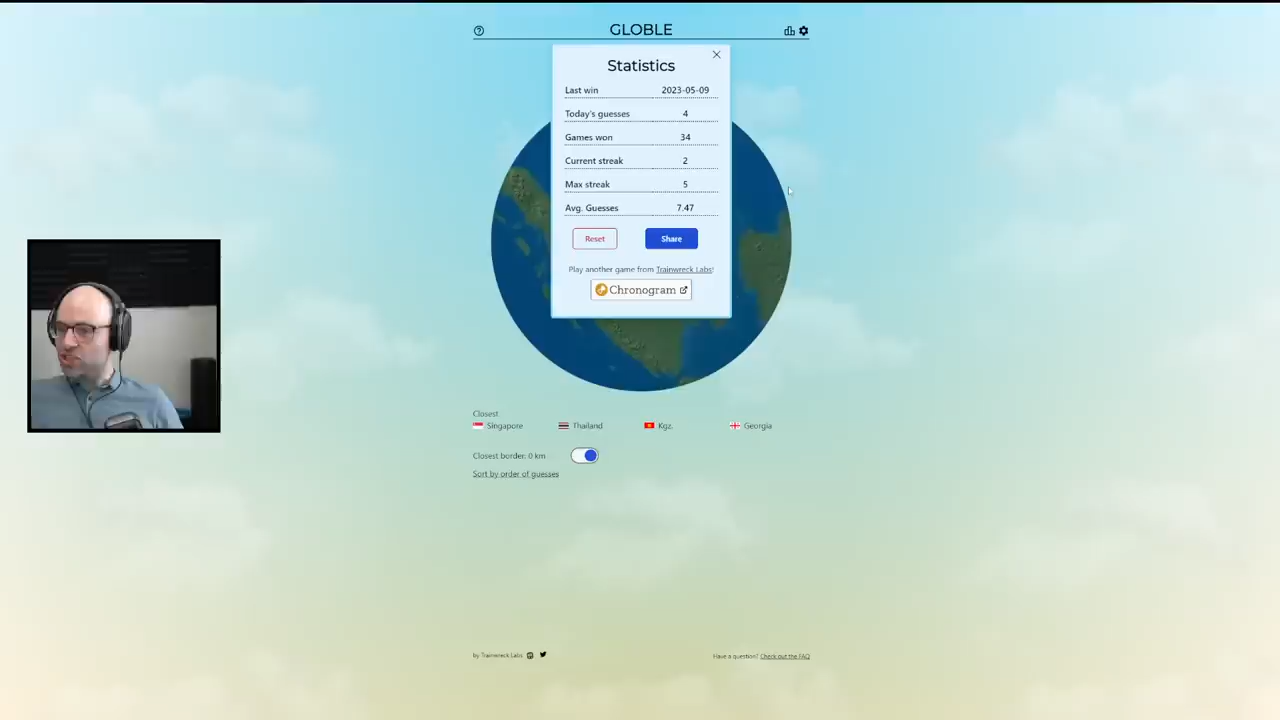 GLOBLE
Statistics
Last win 2023-05-09
Today's guesses 4
Games won 34
Current streak 2
Max streak 5
Avg. Guesses 7.47
Reset Share
Play another game from Trainwreck Labs!
Chronogram
Closest
Singapore Thailand Kgz. Georgia
Closest border: 0 km
Sort by order of guesses
by Trainwreck Labs
Have a question? Check out the FAQ